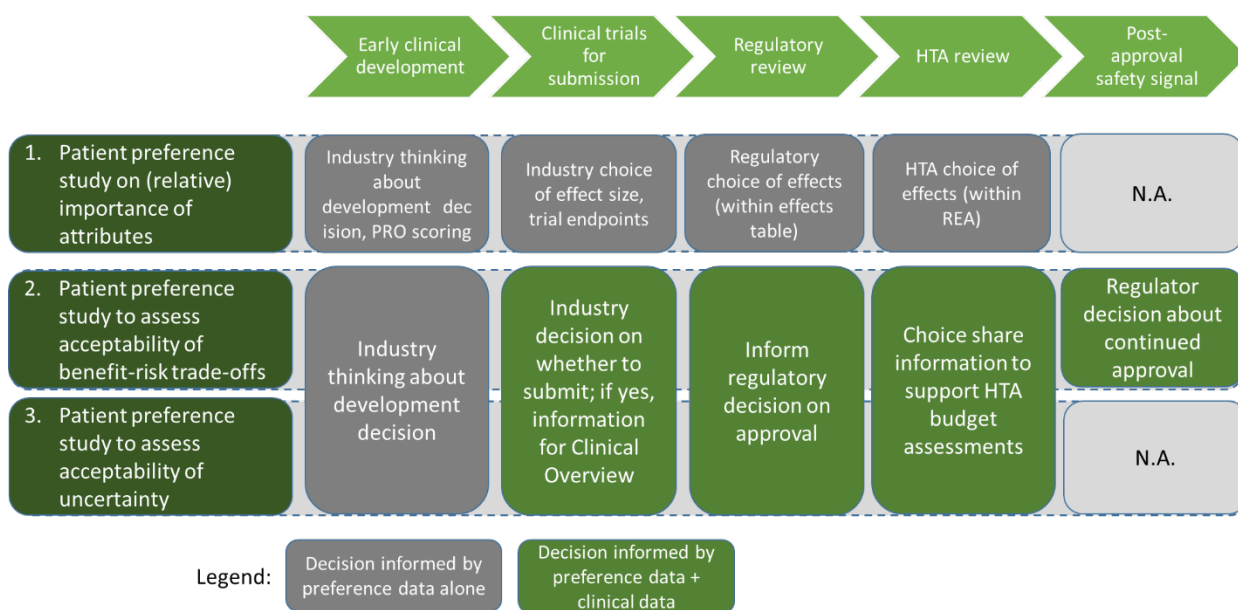 Early clinical
development
Clinical trials
for
submission
Regulatory
review
HTA review
Post-
approval
safety signal
1. Patient preference
study on (relative)
importance of
attributes
Industry thinking
about
development dec
ision, PRO scoring
Industry choice
of effect size,
trial endpoints
Regulatory
choice of effects
(within effects
table)
HTA choice of
effects (within
REA)
N.A.
2. Patient preference
study to assess
acceptability of
benefit-risk trade-offs
3. Patient preference
study to assess
acceptability of
uncertainty
Industry
thinking about
development
decision
Industry
decision on
whether to
submit; if yes,
information
for Clinical
Overview
Inform
regulatory
decision on
approval
Choice share
information to
support HTA
budget
assessments
Regulator
decision about
continued
approval
N.A.
Legend:
Decision informed by
preference data alone
Decision informed by
preference data +
clinical data